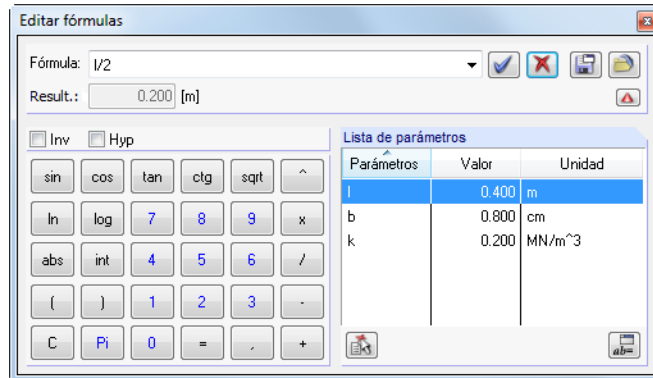 Editar fórmulas
Fórmula: l/2
Result.: 0.200 [m]
Inv Hyp
sin cos tan ctg sqrt ^
ln log 7 8 9 x
abs int 4 5 6 /
( ) 1 2 3 -
C Pi 0 = , +
Lista de parámetros
Parámetros Valor Unidad
l 0.400 m
b 0.800 cm
k 0.200 MN/m^3
ab=